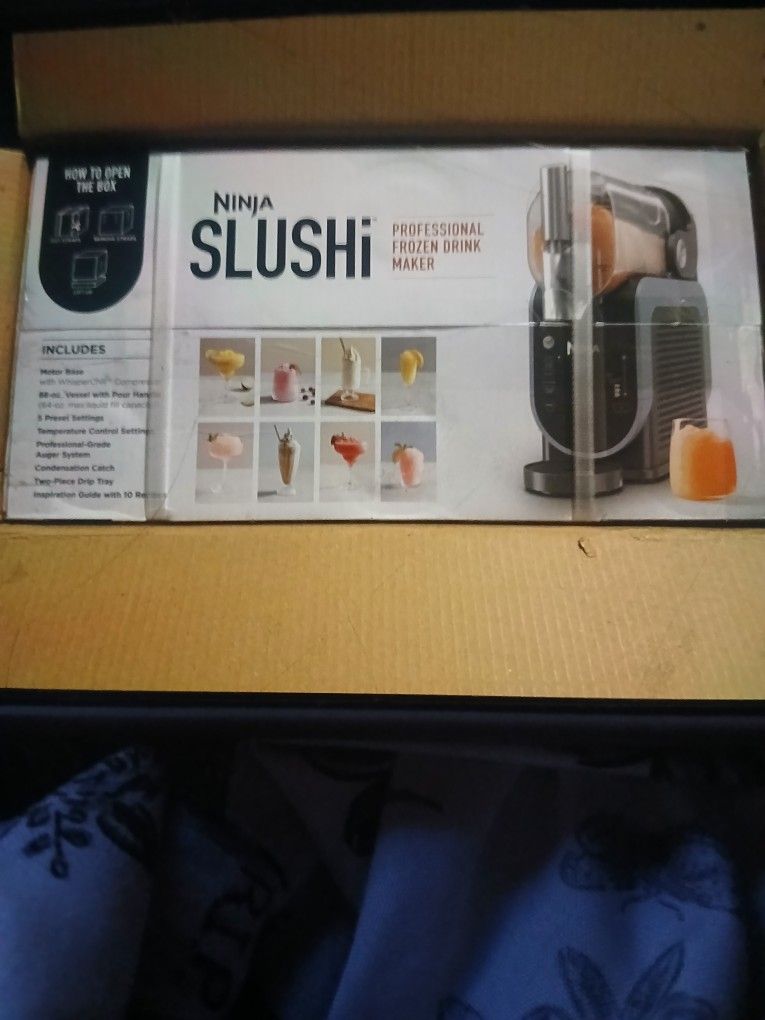 HOW TO OPEN
THE BOX
NINJA
SLUSHi
PROFESSIONAL
FROZEN DRINK
MAKER
INCLUDES
Motor Base
with WhisperChill™ Compressor
88-oz. Vessel with Pour Handle
(64-oz. max liquid fill capacity)
5 Preset Settings
Temperature Control Settings
Professional-Grade
Auger System
Condensation Catch
Two-Piece Drip Tray
Inspiration Guide with 10
NINJA